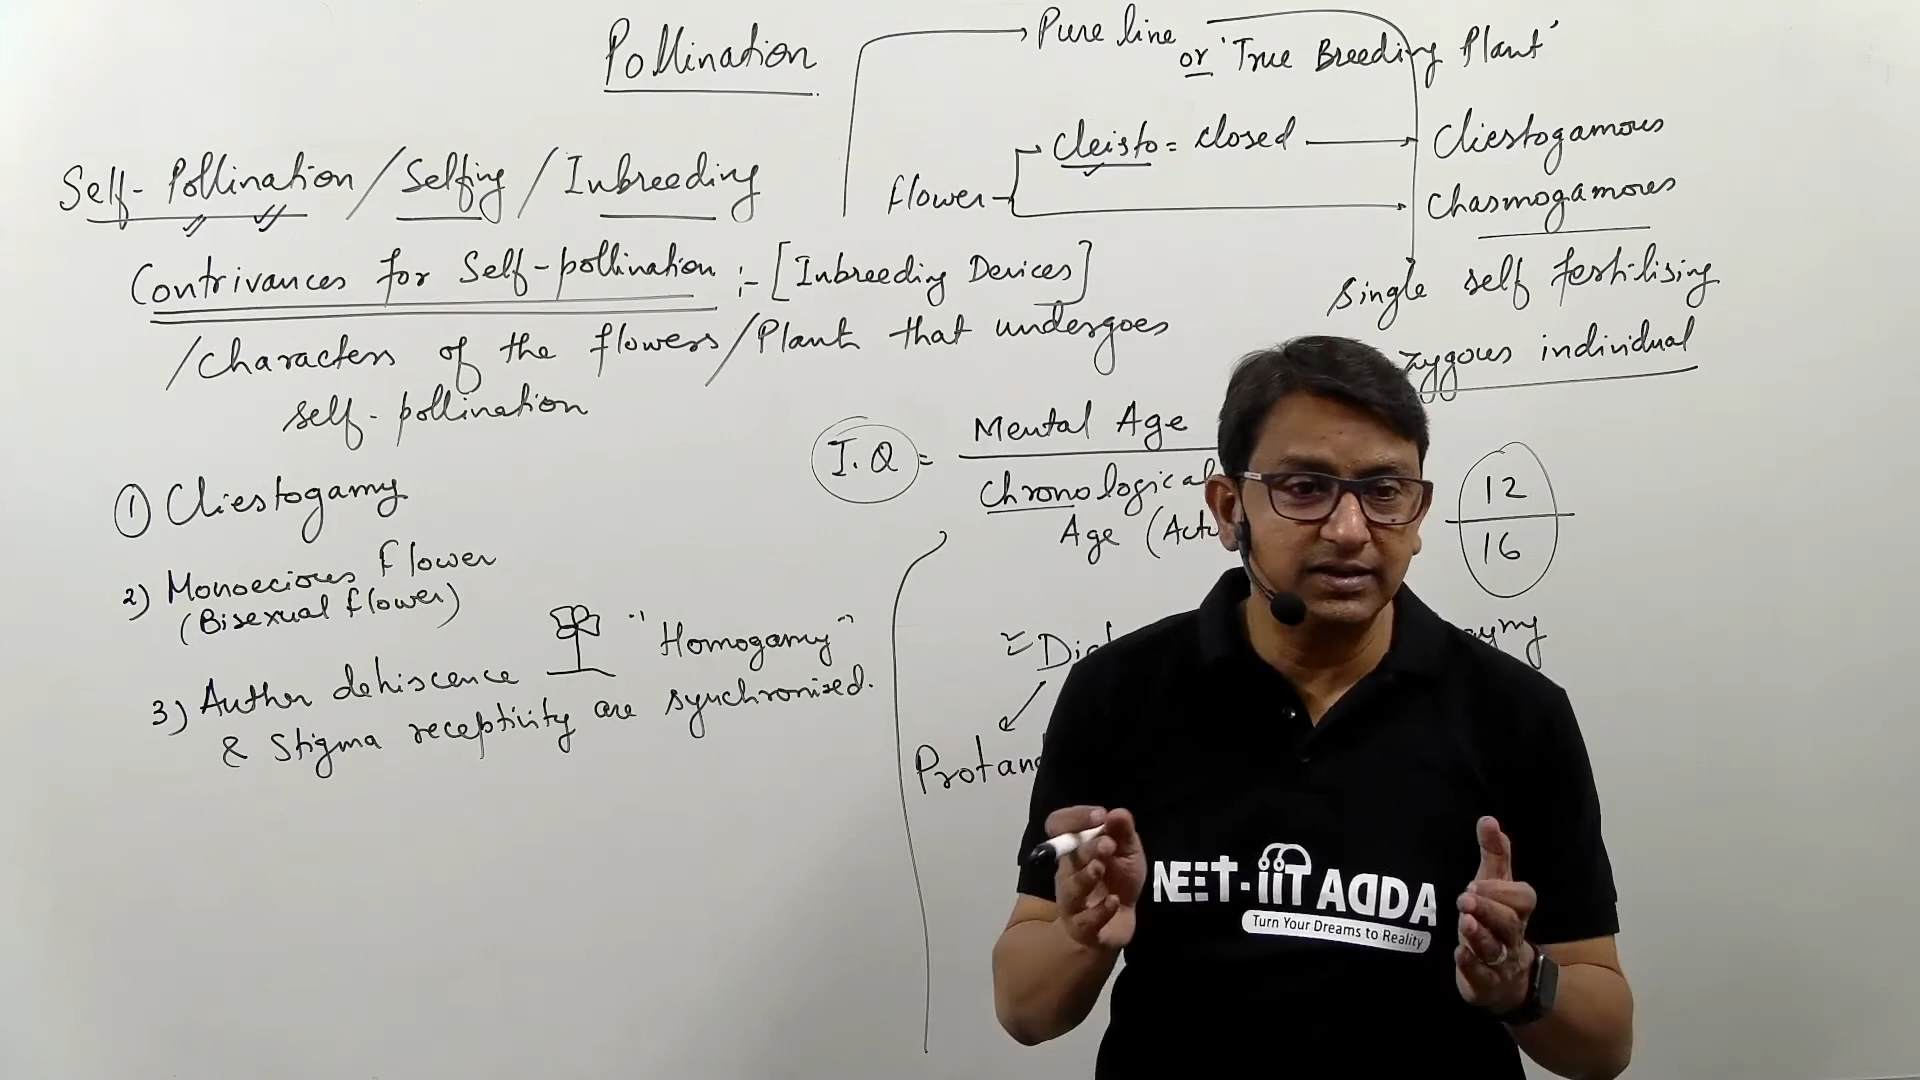 Pollination
Pure line
or 'True Breeding Plant'
Cleisto = closed
Cliestogamous
Flower
Chasmogamous
Self-Pollination / Selfing / Inbreeding
Contrivances for Self-pollination :- [Inbreeding Devices]
single self fertilising
zygous individual
/characters of the flowers/Plant that undergoes
self-pollination
I.Q = Mental Age
Chronological
Age (Actu
12
16
① Cliestogamy
2) Monoecious flower
(Bisexual flower)
"Homogamy"
3) Anther dehiscence
& Stigma receptivity are synchronised.
Protand
NEET-IIT ADDA
Turn Your Dreams to Reality